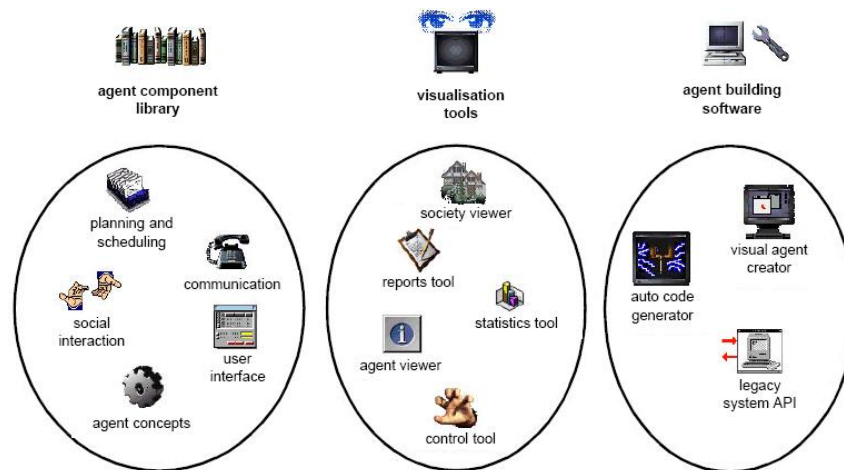 agent component
library
visualisation
tools
agent building
software
planning and
scheduling
communication
social
interaction
user
interface
agent concepts
society viewer
reports tool
statistics tool
agent viewer
control tool
visual agent
creator
auto code
generator
legacy
system API